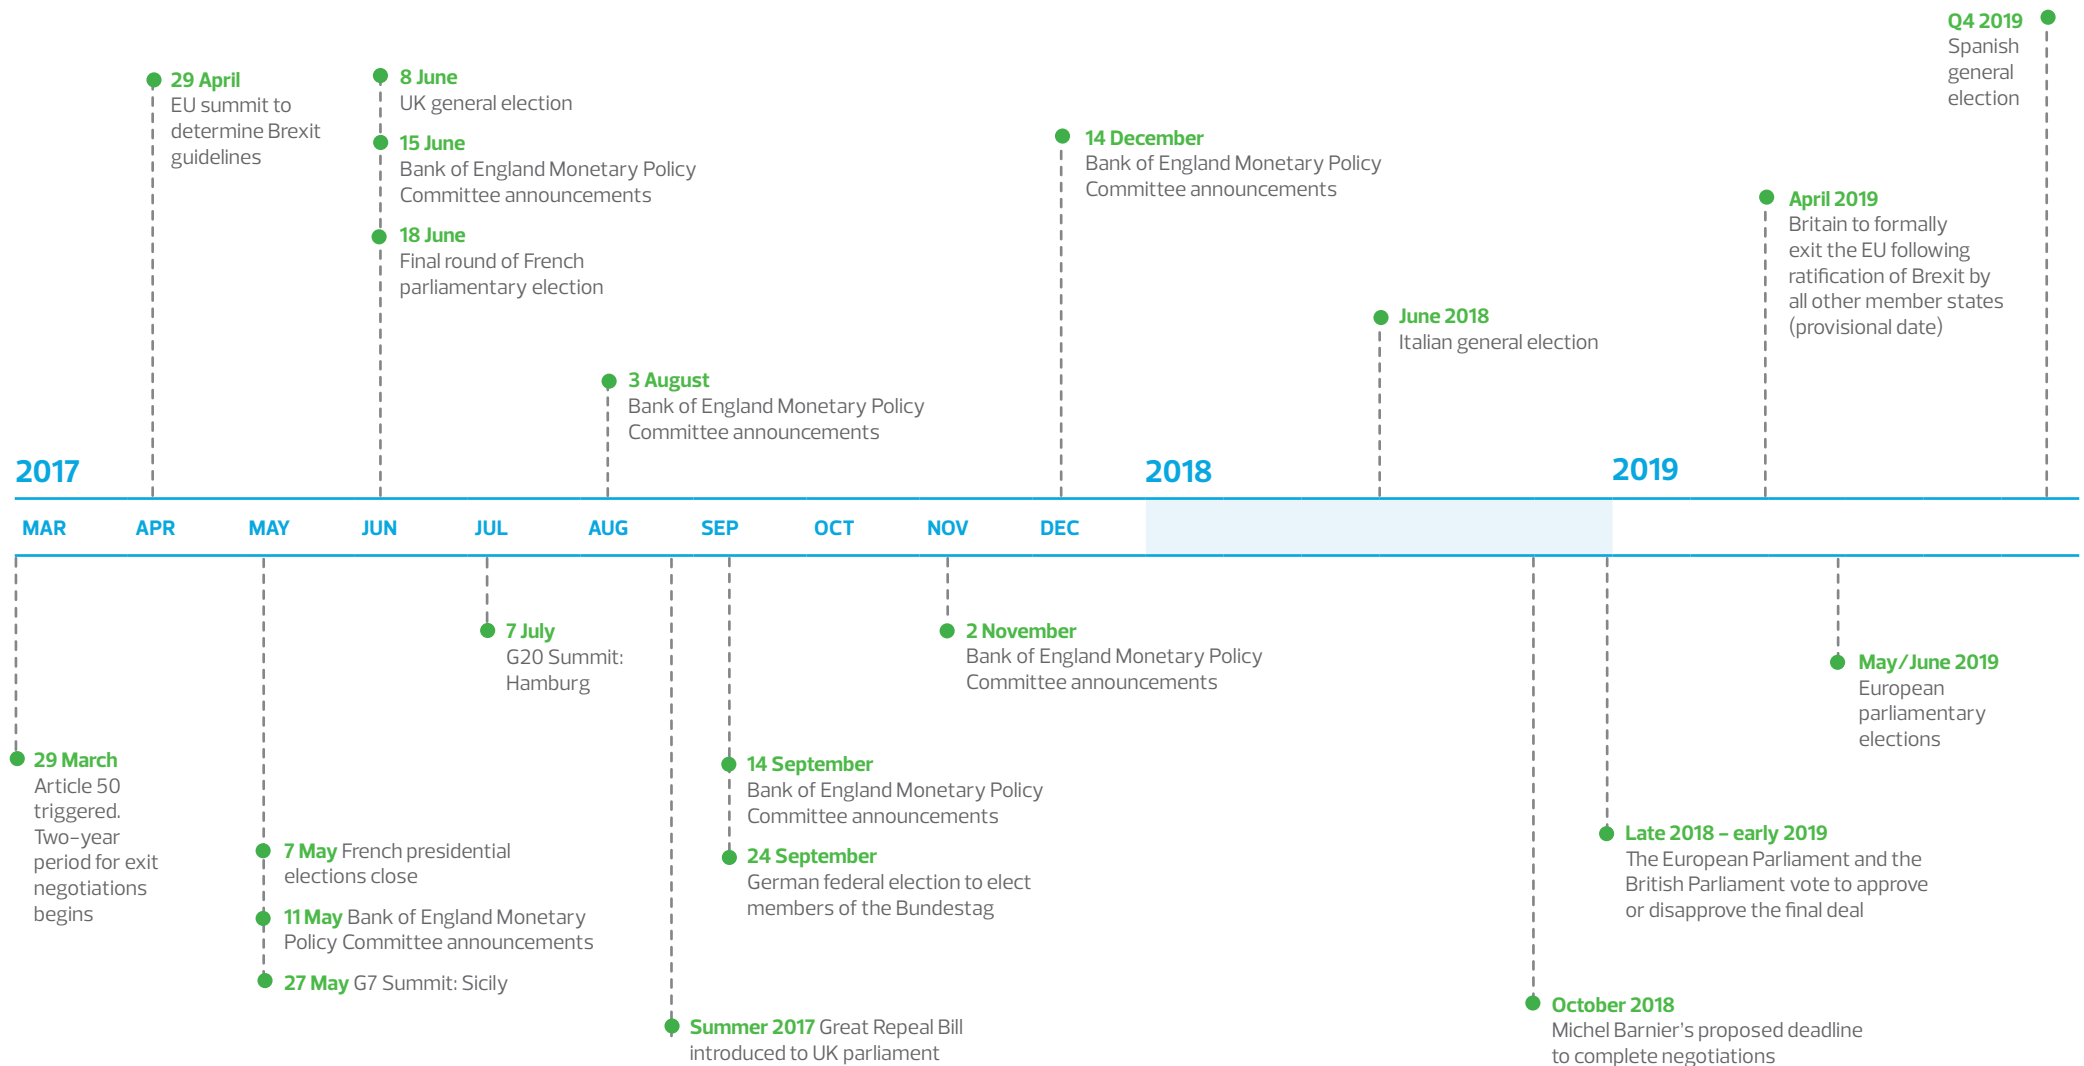 Q4 2019
Spanish
general
election
29 April
EU summit to
determine Brexit
guidelines
8 June
UK general election
15 June
Bank of England Monetary Policy
Committee announcements
18 June
Final round of French
parliamentary election
3 August
Bank of England Monetary Policy
Committee announcements
14 December
Bank of England Monetary Policy
Committee announcements
June 2018
Italian general election
April 2019
Britain to formally
exit the EU following
ratification of Brexit by
all other member states
(provisional date)
2017
2018
2019
MAR APR MAY JUN JUL AUG SEP OCT NOV DEC
29 March
Article 50
triggered.
Two-year
period for exit
negotiations
begins
7 May French presidential
elections close
11 May Bank of England Monetary
Policy Committee announcements
27 May G7 Summit: Sicily
7 July
G20 Summit:
Hamburg
Summer 2017 Great Repeal Bill
introduced to UK parliament
14 September
Bank of England Monetary Policy
Committee announcements
24 September
German federal election to elect
members of the Bundestag
2 November
Bank of England Monetary Policy
Committee announcements
October 2018
Michel Barnier's proposed deadline
to complete negotiations
Late 2018 – early 2019
The European Parliament and the
British Parliament vote to approve
or disapprove the final deal
May/June 2019
European
parliamentary
elections